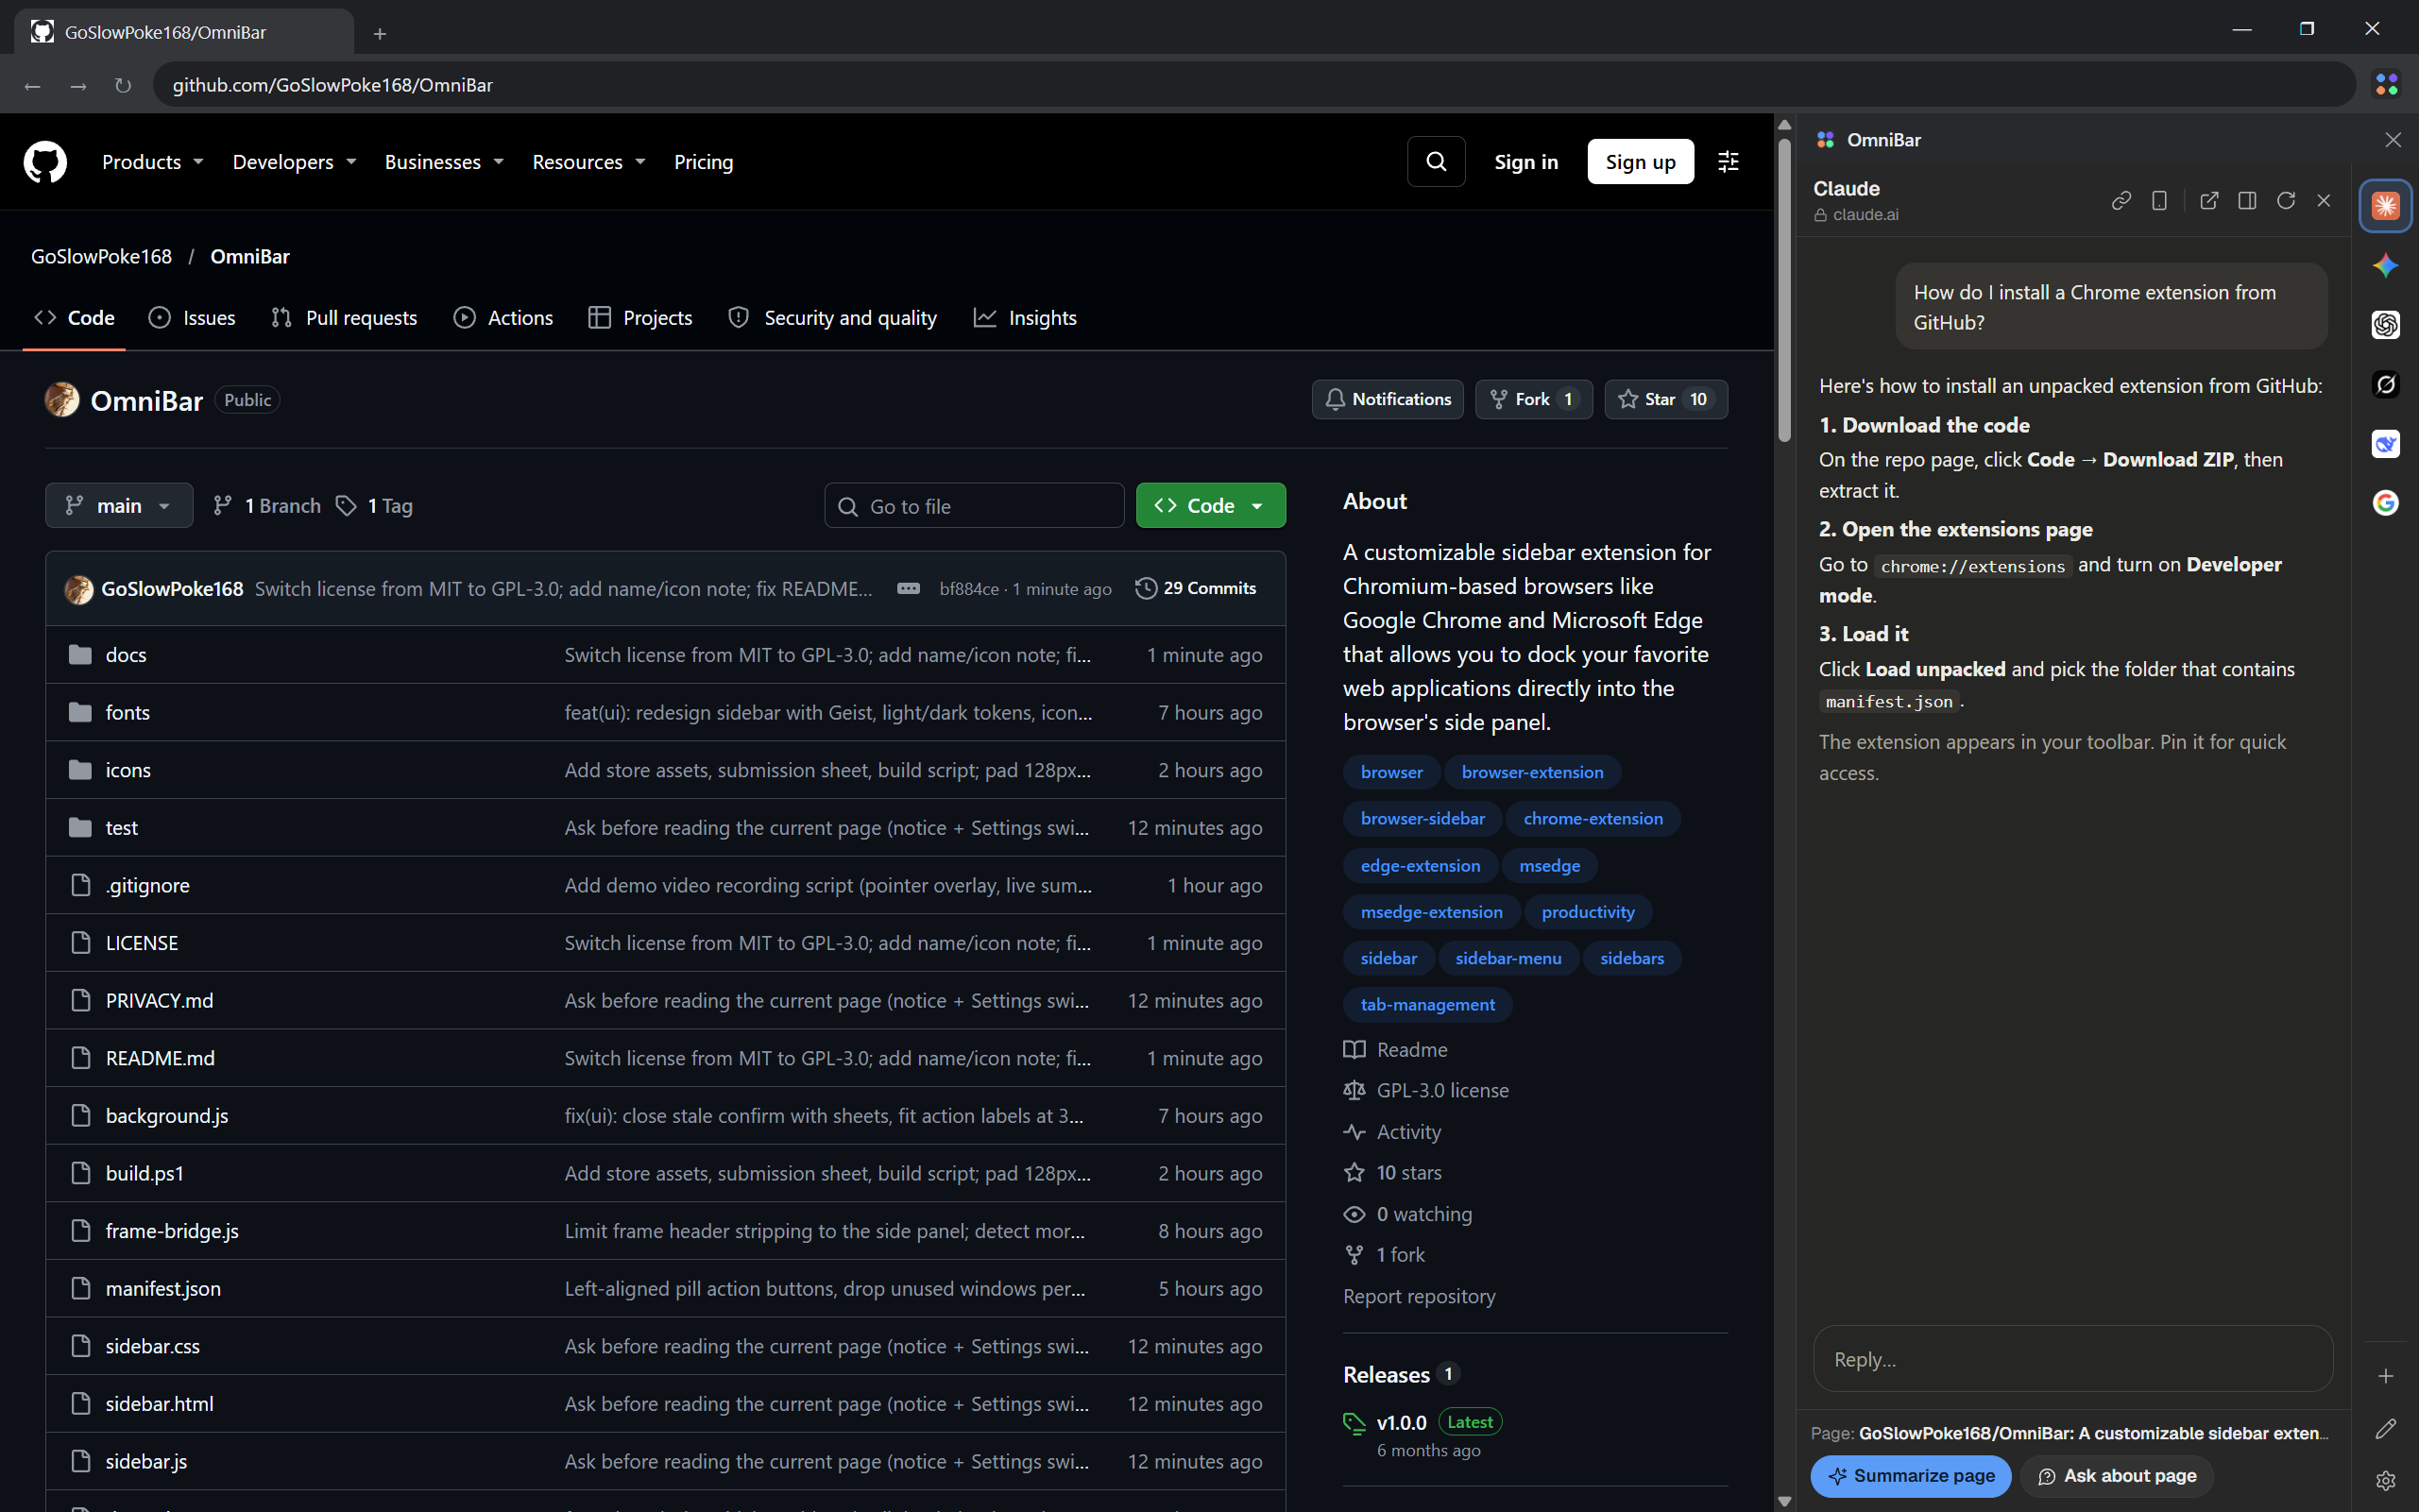 GoSlowPoke168/OmniBar
github.com/GoSlowPoke168/OmniBar
Products Developers Businesses Resources Pricing Sign in Sign up
GoSlowPoke168 / OmniBar
Code Issues Pull requests Actions Projects Security and quality Insights
OmniBar Public Notifications Fork 1 Star 10
main 1 Branch 1 Tag Go to file Code
GoSlowPoke168 Switch license from MIT to GPL-3.0; add name/icon note; fix README... bf884ce · 1 minute ago 29 Commits
docs Switch license from MIT to GPL-3.0; add name/icon note; fi... 1 minute ago
fonts feat(ui): redesign sidebar with Geist, light/dark tokens, icon... 7 hours ago
icons Add store assets, submission sheet, build script; pad 128px... 2 hours ago
test Ask before reading the current page (notice + Settings swi... 12 minutes ago
.gitignore Add demo video recording script (pointer overlay, live sum... 1 hour ago
LICENSE Switch license from MIT to GPL-3.0; add name/icon note; fi... 1 minute ago
PRIVACY.md Ask before reading the current page (notice + Settings swi... 12 minutes ago
README.md Switch license from MIT to GPL-3.0; add name/icon note; fi... 1 minute ago
background.js fix(ui): close stale confirm with sheets, fit action labels at 3... 7 hours ago
build.ps1 Add store assets, submission sheet, build script; pad 128px... 2 hours ago
frame-bridge.js Limit frame header stripping to the side panel; detect mor... 8 hours ago
manifest.json Left-aligned pill action buttons, drop unused windows per... 5 hours ago
sidebar.css Ask before reading the current page (notice + Settings swi... 12 minutes ago
sidebar.html Ask before reading the current page (notice + Settings swi... 12 minutes ago
sidebar.js Ask before reading the current page (notice + Settings swi... 12 minutes ago
About
A customizable sidebar extension for
Chromium-based browsers like
Google Chrome and Microsoft Edge
that allows you to dock your favorite
web applications directly into the
browser's side panel.
browser browser-extension
browser-sidebar chrome-extension
edge-extension msedge
msedge-extension productivity
sidebar sidebar-menu sidebars
tab-management
Readme
GPL-3.0 license
Activity
10 stars
0 watching
1 fork
Report repository
Releases 1
v1.0.0 Latest
6 months ago
OmniBar
Claude
claude.ai
How do I install a Chrome extension from
GitHub?
Here's how to install an unpacked extension from GitHub:
1. Download the code
On the repo page, click Code → Download ZIP, then
extract it.
2. Open the extensions page
Go to chrome://extensions and turn on Developer
mode.
3. Load it
Click Load unpacked and pick the folder that contains
manifest.json.
The extension appears in your toolbar. Pin it for quick
access.
Reply...
Page: GoSlowPoke168/OmniBar: A customizable sidebar exten...
Summarize page Ask about page